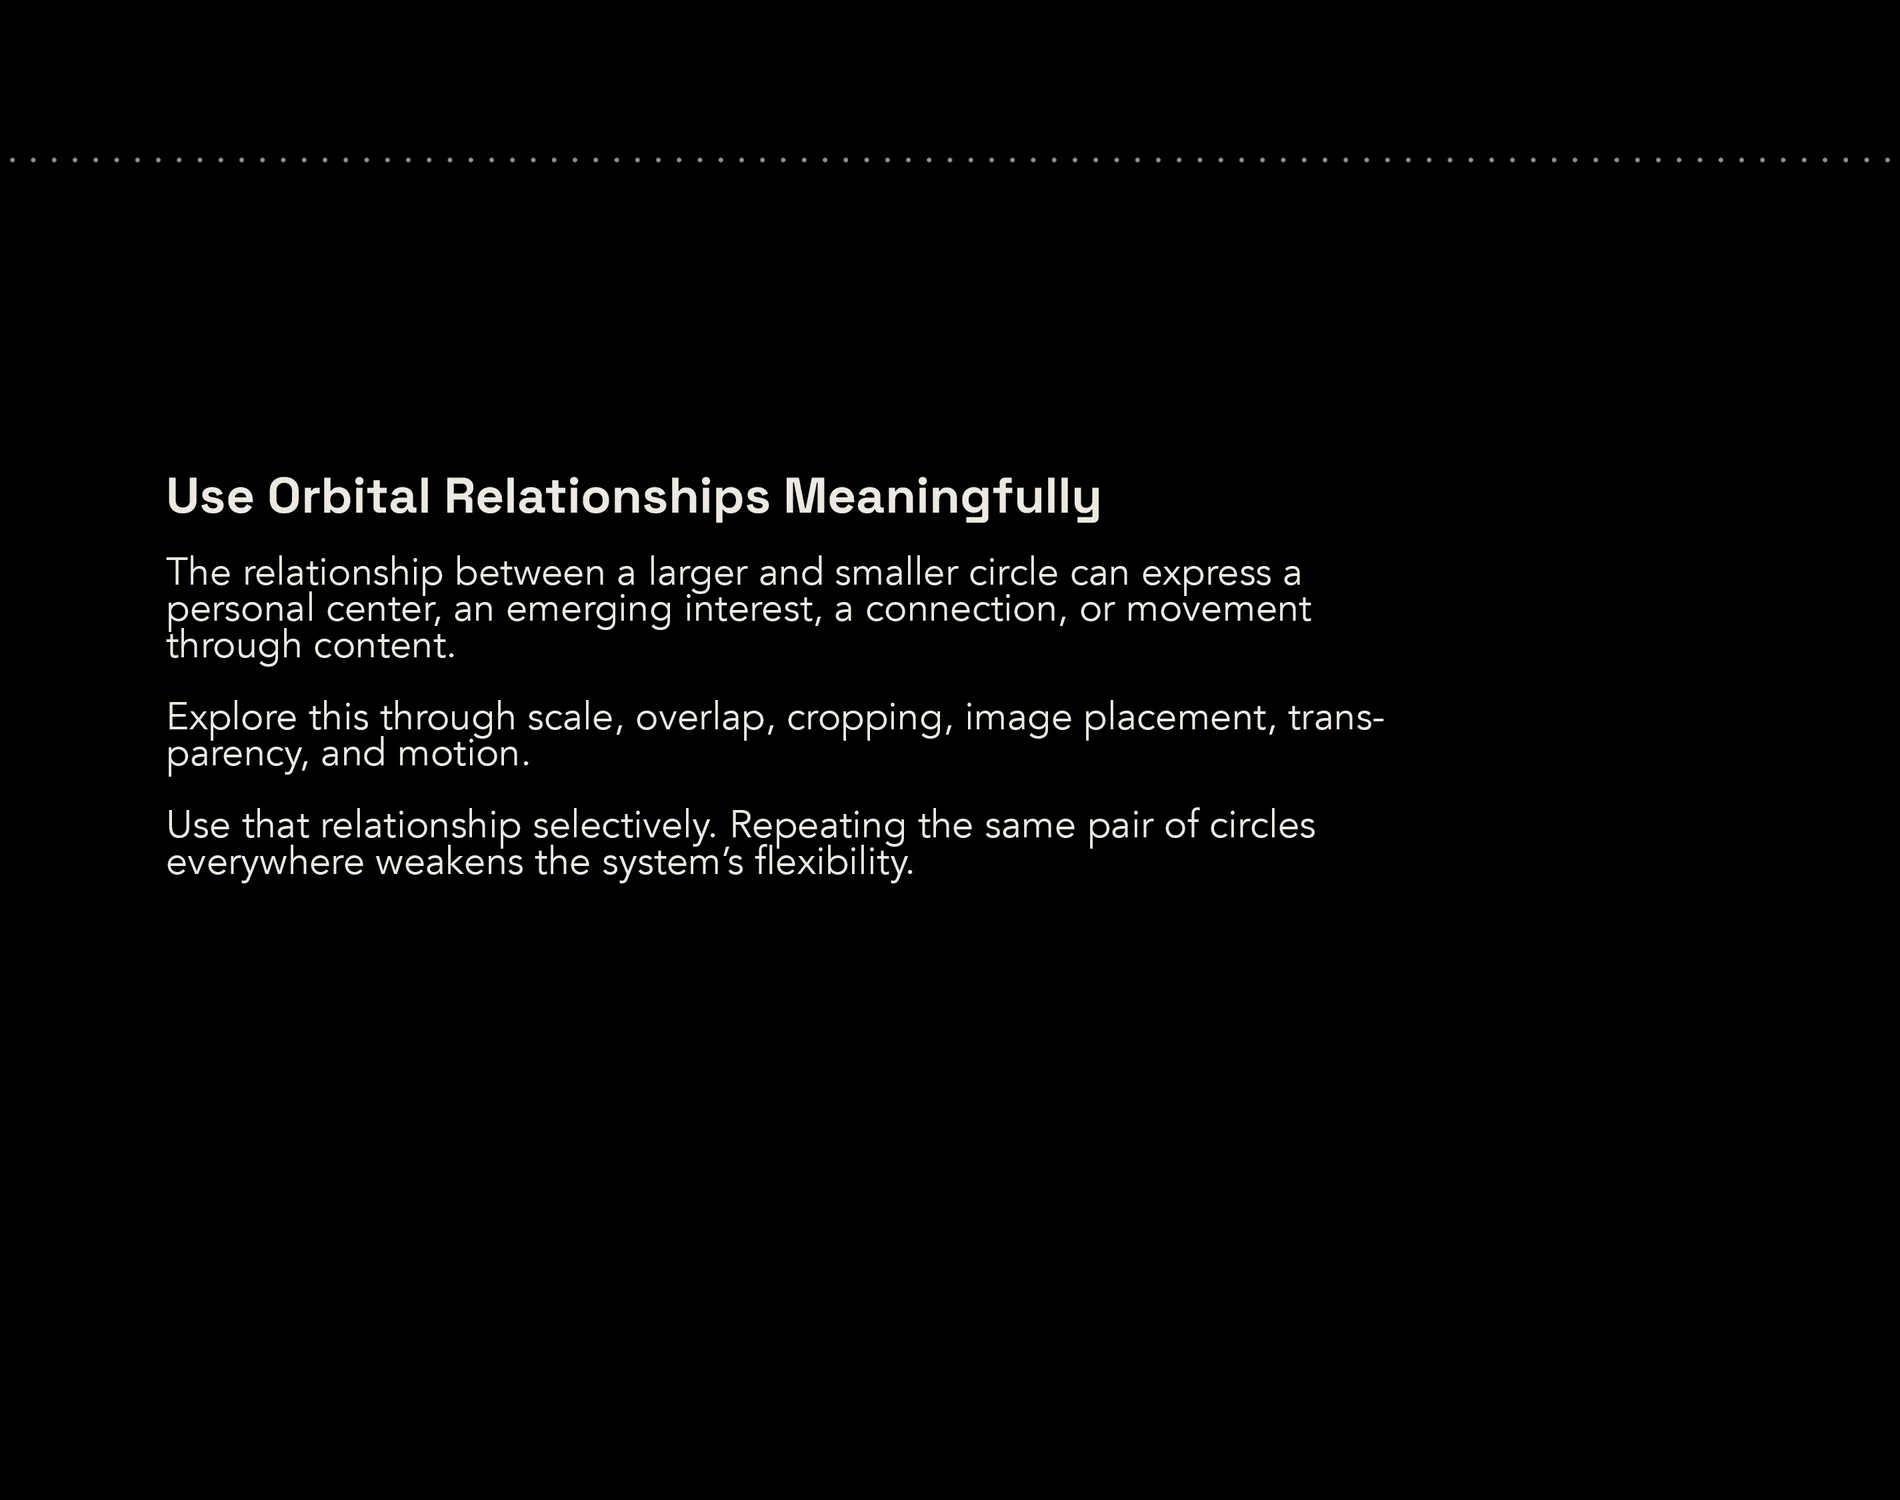 Use Orbital Relationships Meaningfully
The relationship between a larger and smaller circle can express a
personal center, an emerging interest, a connection, or movement
through content.
Explore this through scale, overlap, cropping, image placement, trans-
parency, and motion.
Use that relationship selectively. Repeating the same pair of circles
everywhere weakens the system’s flexibility.